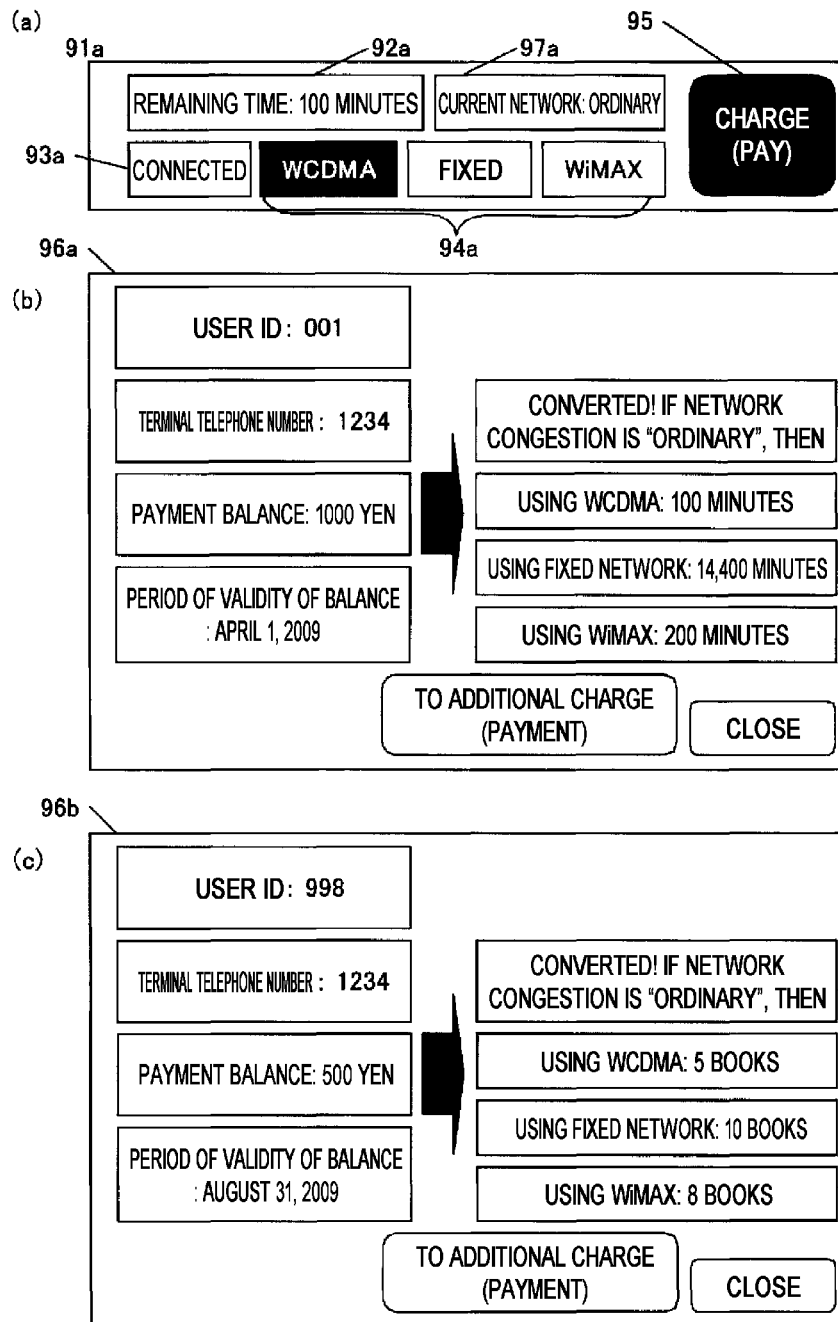 (a)
91a
92a
97a
95
REMAINING TIME: 100 MINUTES
CURRENT NETWORK: ORDINARY
CHARGE
(PAY)
93a
CONNECTED
WCDMA
FIXED
WiMAX
94a
96a
(b)
USER ID: 001
TERMINAL TELEPHONE NUMBER : 1234
PAYMENT BALANCE: 1000 YEN
PERIOD OF VALIDITY OF BALANCE
: APRIL 1, 2009
CONVERTED! IF NETWORK
CONGESTION IS “ORDINARY”, THEN
USING WCDMA: 100 MINUTES
USING FIXED NETWORK: 14,400 MINUTES
USING WiMAX: 200 MINUTES
TO ADDITIONAL CHARGE
(PAYMENT)
CLOSE
96b
(c)
USER ID: 998
TERMINAL TELEPHONE NUMBER : 1234
PAYMENT BALANCE: 500 YEN
PERIOD OF VALIDITY OF BALANCE
: AUGUST 31, 2009
CONVERTED! IF NETWORK
CONGESTION IS “ORDINARY”, THEN
USING WCDMA: 5 BOOKS
USING FIXED NETWORK: 10 BOOKS
USING WiMAX: 8 BOOKS
TO ADDITIONAL CHARGE
(PAYMENT)
CLOSE